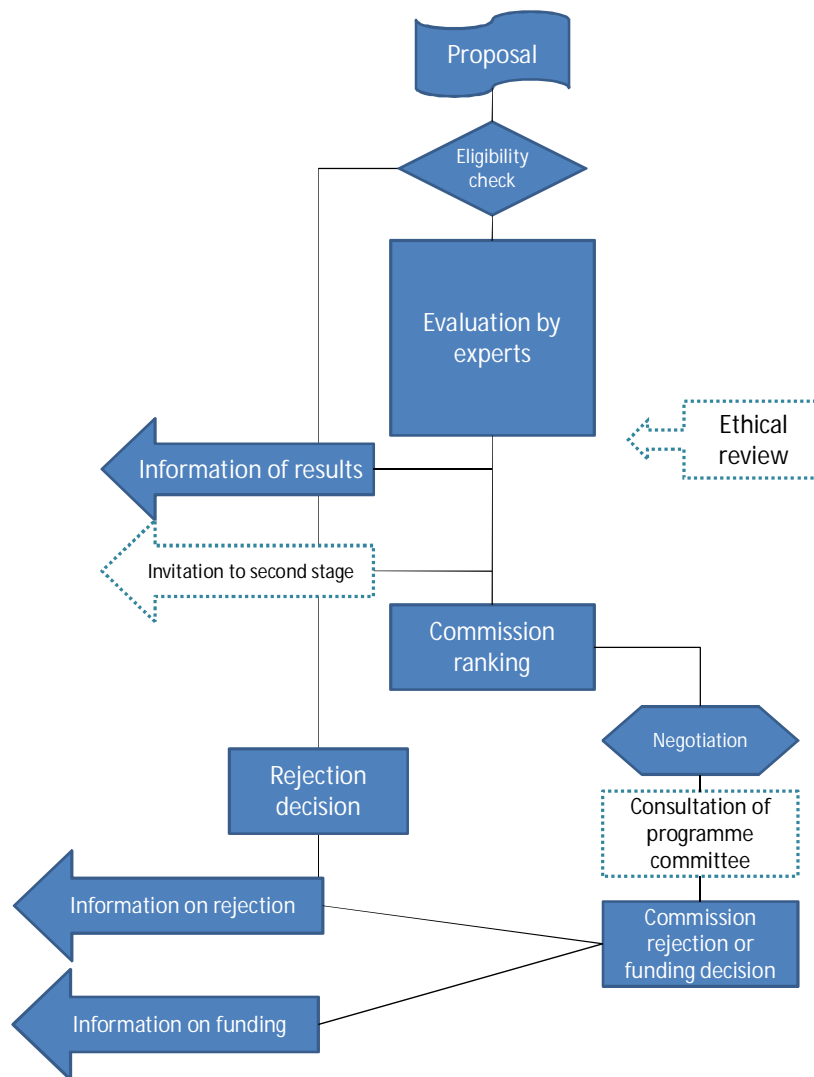 Proposal
Eligibility
check
Evaluation by
experts
Ethical
review
Information of results
Invitation to second stage
Commission
ranking
Negotiation
Rejection
decision
Consultation of
programme
committee
Information on rejection
Commission
rejection or
funding decision
Information on funding